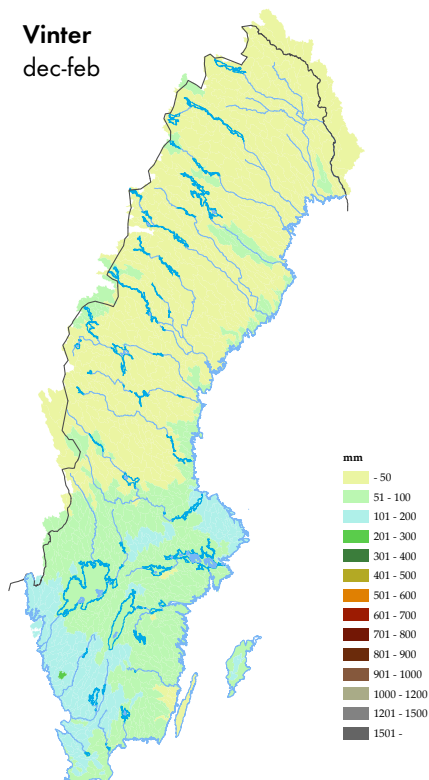 Vinter
dec-feb
mm
- 50
51 - 100
101 - 200
201 - 300
301 - 400
401 - 500
501 - 600
601 - 700
701 - 800
801 - 900
901 - 1000
1000 - 1200
1201 - 1500
1501 -